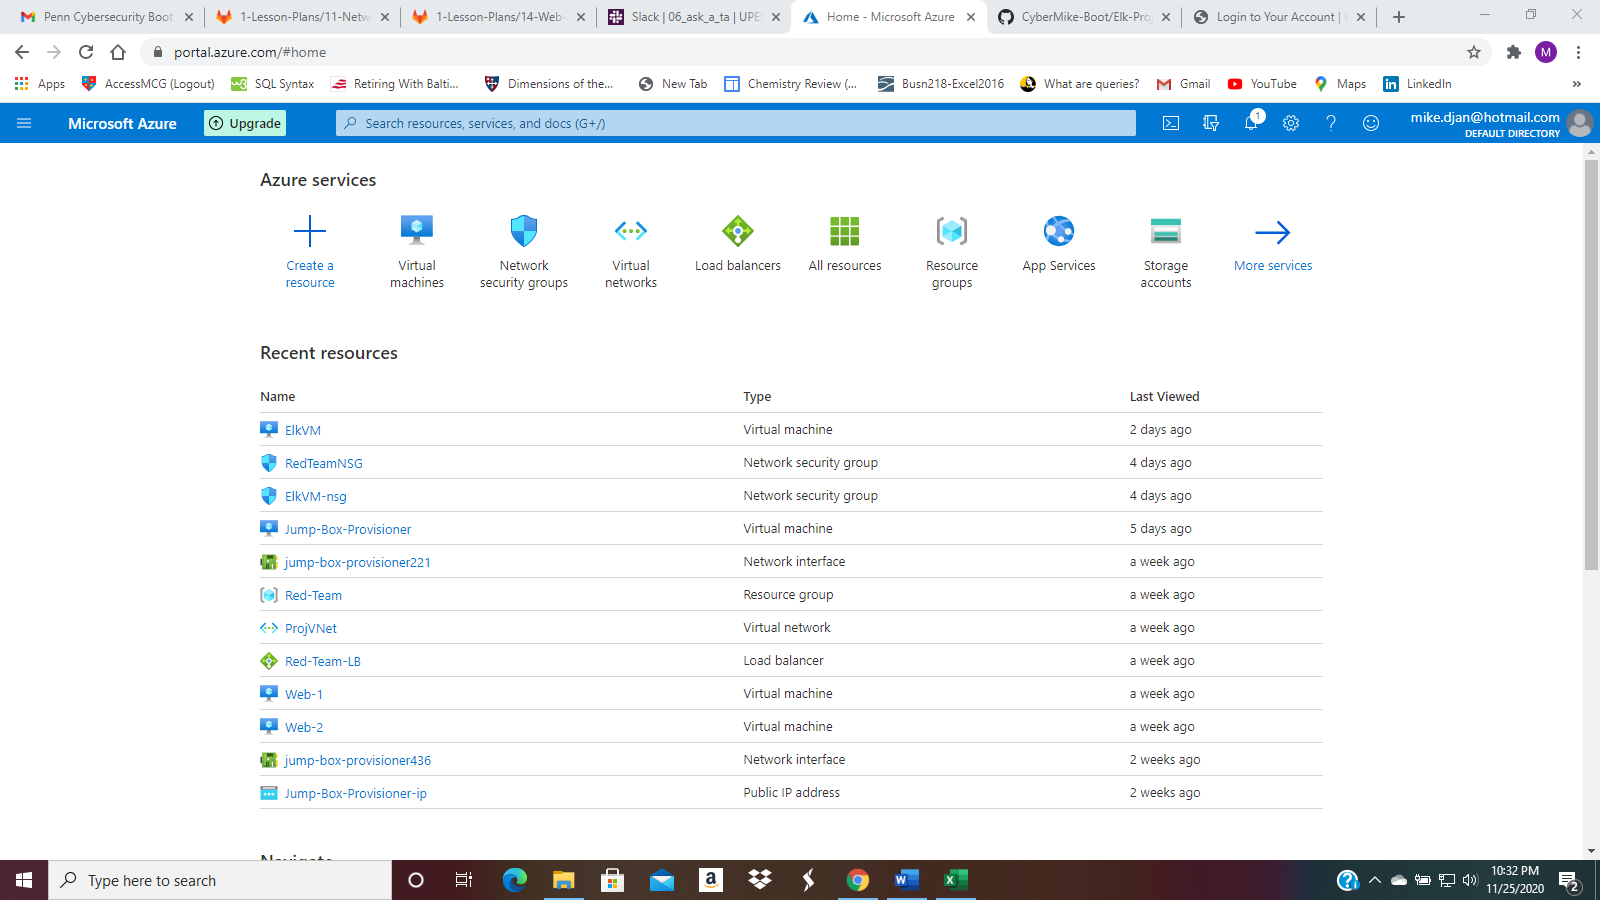 Penn Cybersecurity Boot
1-Lesson-Plans/11-Netw
1-Lesson-Plans/14-Web-
Slack | 06_ask_a_ta | UPE
Home - Microsoft Azure
CyberMike-Boot/Elk-Proj
Login to Your Account |
portal.azure.com/#home
M
Apps
AccessMCG (Logout)
SQL Syntax
Retiring With Balti...
Dimensions of the...
New Tab
Chemistry Review (...
Busn218-Excel2016
What are queries?
Gmail
YouTube
Maps
LinkedIn
»
Microsoft Azure
Upgrade
Search resources, services, and docs (G+/)
1
mike.djan@hotmail.com
DEFAULT DIRECTORY
Azure services
Create a
resource
Virtual
machines
Network
security groups
Virtual
networks
Load balancers
All resources
Resource
groups
App Services
Storage
accounts
More services
Recent resources
Name Type Last Viewed
ElkVM Virtual machine 2 days ago
RedTeamNSG Network security group 4 days ago
ElkVM-nsg Network security group 4 days ago
Jump-Box-Provisioner Virtual machine 5 days ago
jump-box-provisioner221 Network interface a week ago
Red-Team Resource group a week ago
ProjVNet Virtual network a week ago
Red-Team-LB Load balancer a week ago
Web-1 Virtual machine a week ago
Web-2 Virtual machine a week ago
jump-box-provisioner436 Network interface 2 weeks ago
Jump-Box-Provisioner-ip Public IP address 2 weeks ago
Navigate
Type here to search
10:32 PM
11/25/2020
2